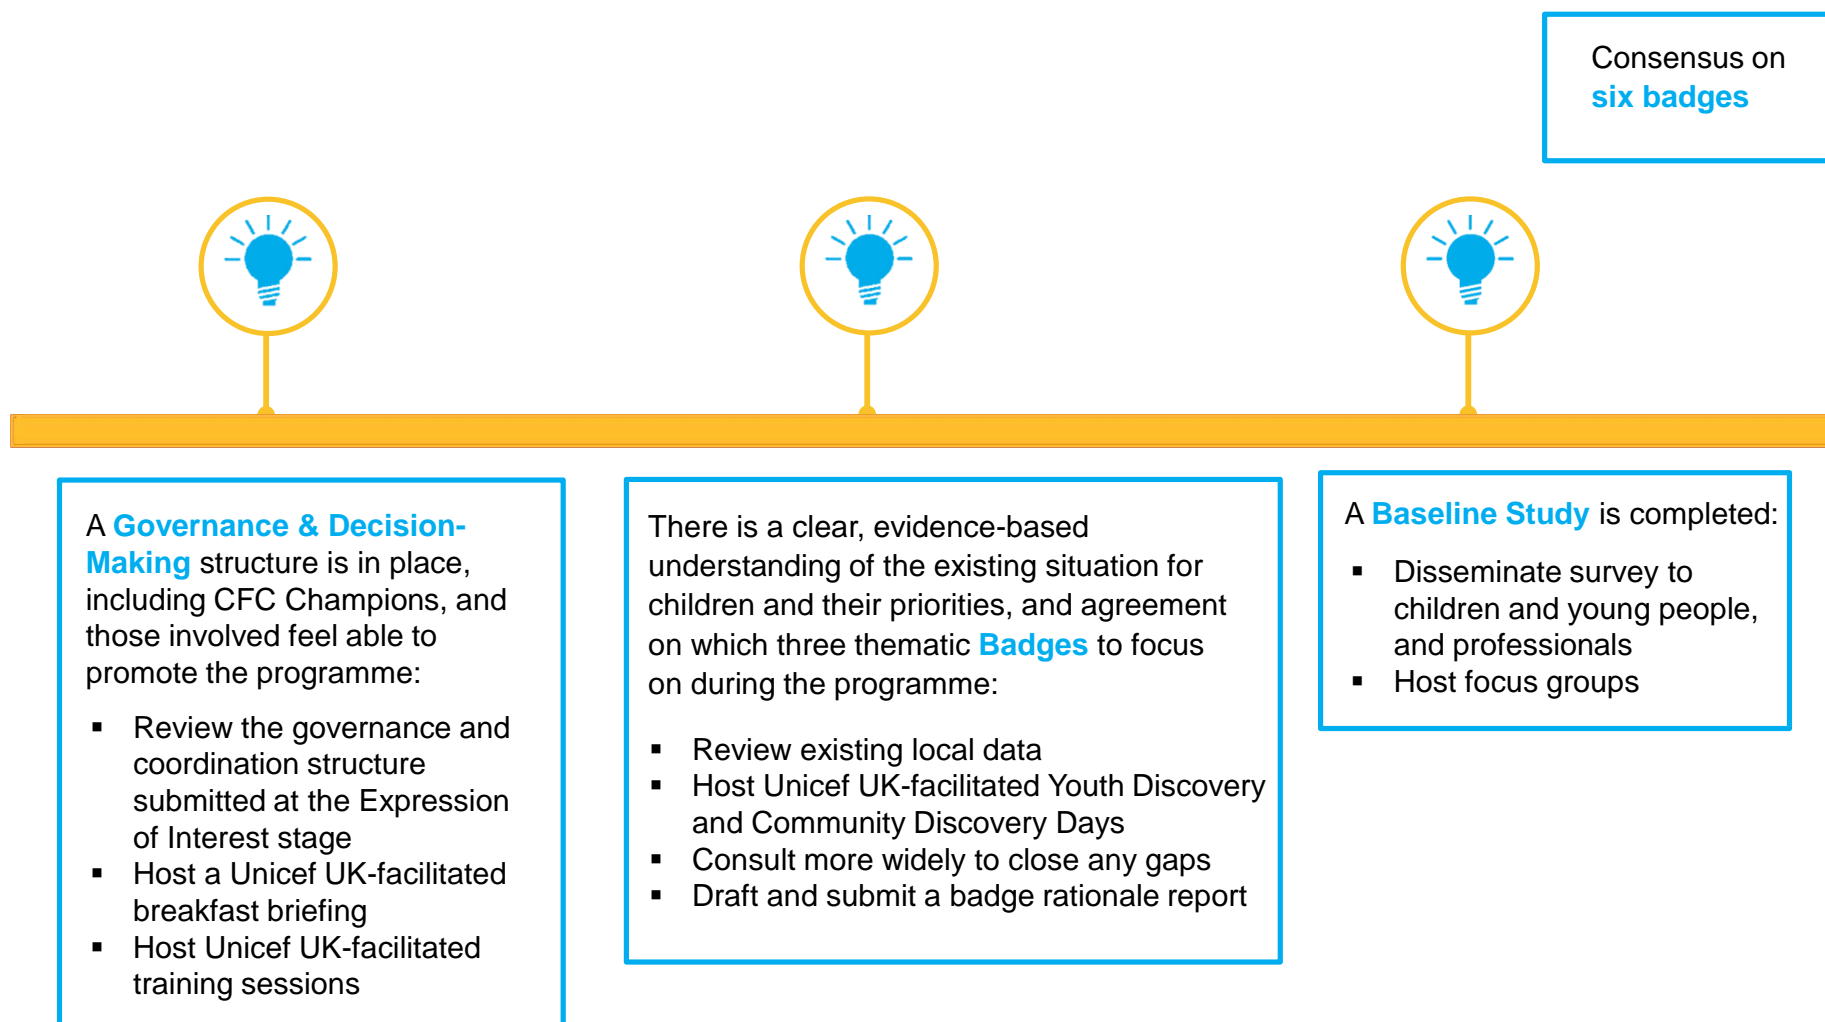 Consensus on
six badges
A Governance & Decision-
Making structure is in place,
including CFC Champions, and
those involved feel able to
promote the programme:
▪ Review the governance and
coordination structure
submitted at the Expression
of Interest stage
▪ Host a Unicef UK-facilitated
breakfast briefing
▪ Host Unicef UK-facilitated
training sessions
There is a clear, evidence-based
understanding of the existing situation for
children and their priorities, and agreement
on which three thematic Badges to focus
on during the programme:
▪ Review existing local data
▪ Host Unicef UK-facilitated Youth Discovery
and Community Discovery Days
▪ Consult more widely to close any gaps
▪ Draft and submit a badge rationale report
A Baseline Study is completed:
▪ Disseminate survey to
children and young people,
and professionals
▪ Host focus groups